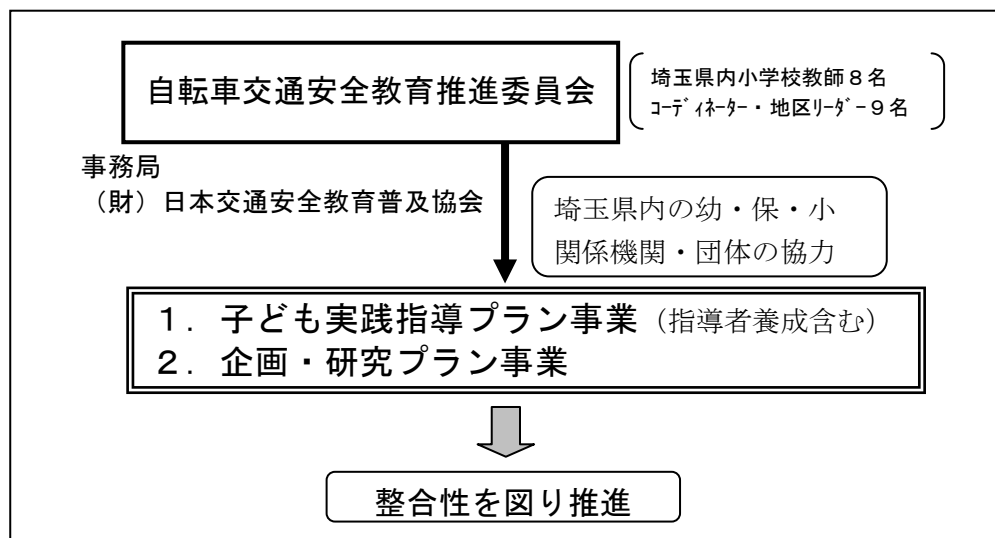 自転車交通安全教育推進委員会
埼玉県内小学校教師８名
ｺｰﾃﾞｨﾈｰﾀｰ・地区ﾘｰﾀﾞｰ９名
事務局
（財）日本交通安全教育普及協会
埼玉県内の幼・保・小
関係機関・団体の協力
１．子ども実践指導プラン事業（指導者養成含む）
２．企画・研究プラン事業
整合性を図り推進